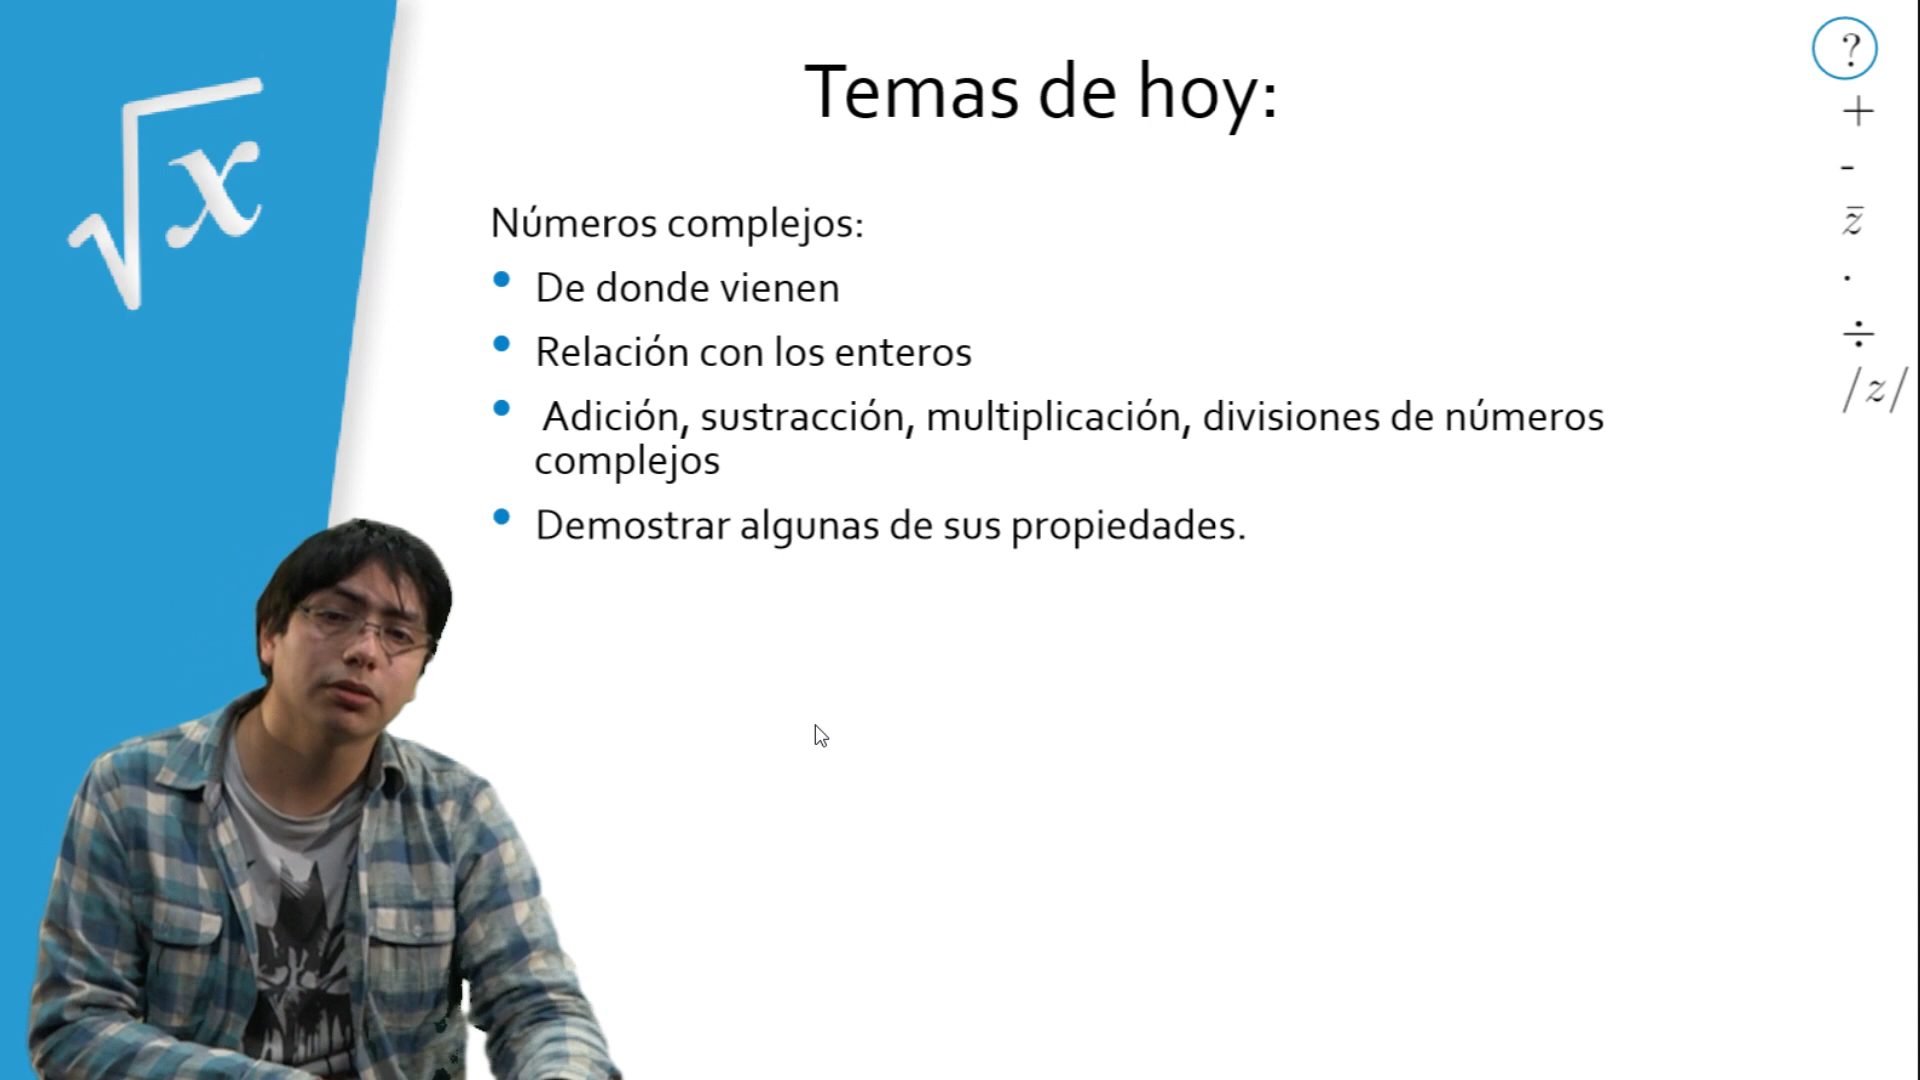 √x
Temas de hoy:
Números complejos:
• De donde vienen
• Relación con los enteros
• Adición, sustracción, multiplicación, divisiones de números
complejos
• Demostrar algunas de sus propiedades.
?
+
-
z̄
·
÷
/z/